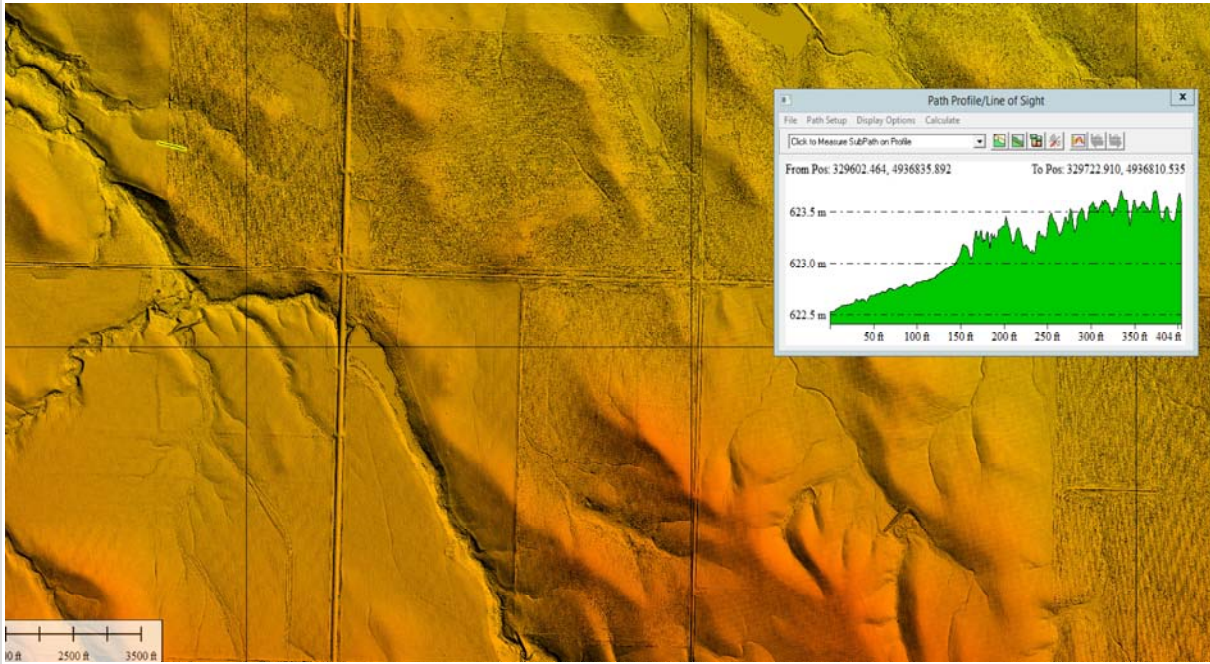 Path Profile/Line of Sight
x
File Path Setup Display Options Calculate
Click to Measure SubPath on Profile
From Pos: 329602.464, 4936835.892 To Pos: 329722.910, 4936810.535
623.5 m
623.0 m
622.5 m
50 ft 100 ft 150 ft 200 ft 250 ft 300 ft 350 ft 404 ft
2500 ft 3500 ft